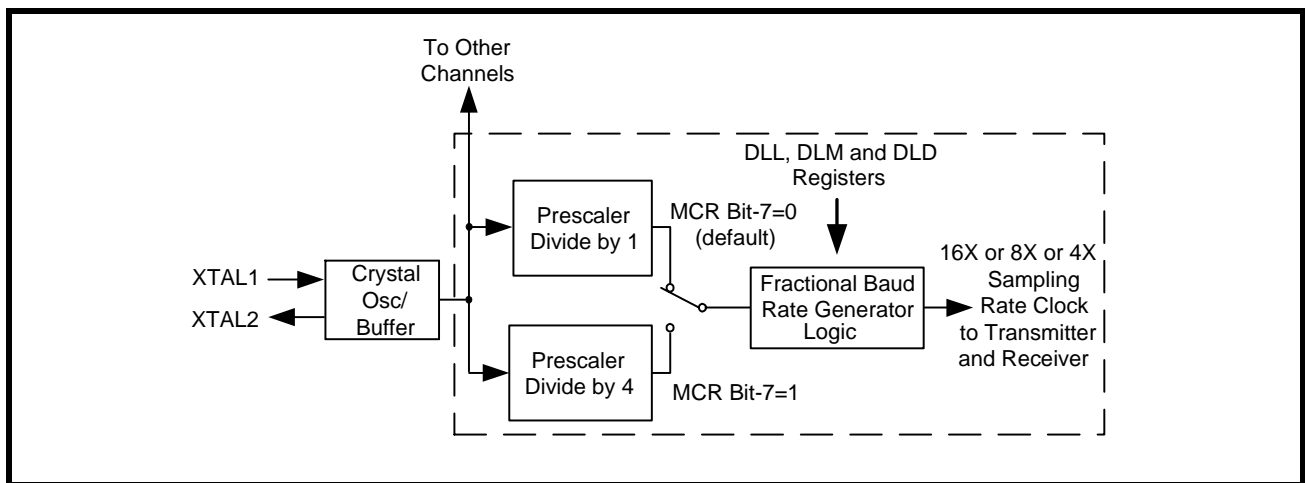 To Other
Channels
DLL, DLM and DLD
Registers
Prescaler
Divide by 1
MCR Bit-7=0
(default)
16X or 8X or 4X
Sampling
Rate Clock
to Transmitter
and Receiver
XTAL1
XTAL2
Crystal
Osc/
Buffer
Fractional Baud
Rate Generator
Logic
Prescaler
Divide by 4
MCR Bit-7=1